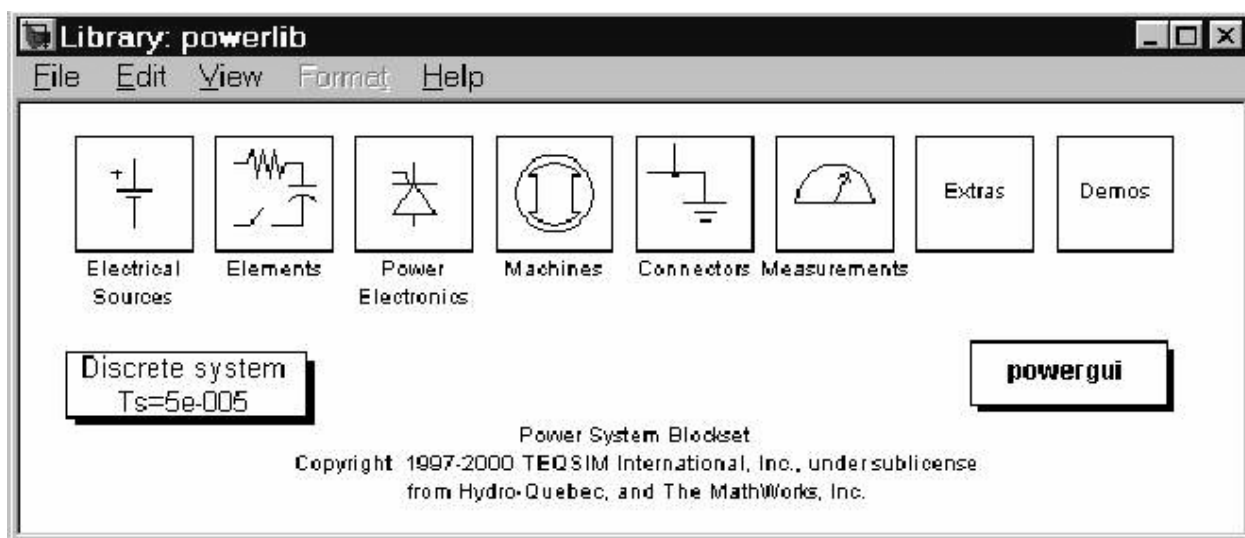 Library: powerlib
File Edit View Format Help
+
Extras
Demos
Electrical Sources
Elements
Power Electronics
Machines
Connectors
Measurements
Discrete system
Ts=5e-005
powergui
Power System Blockset
Copyright 1997-2000 TEQSIM International, Inc., under sublicense
from Hydro-Quebec, and The MathWorks, Inc.